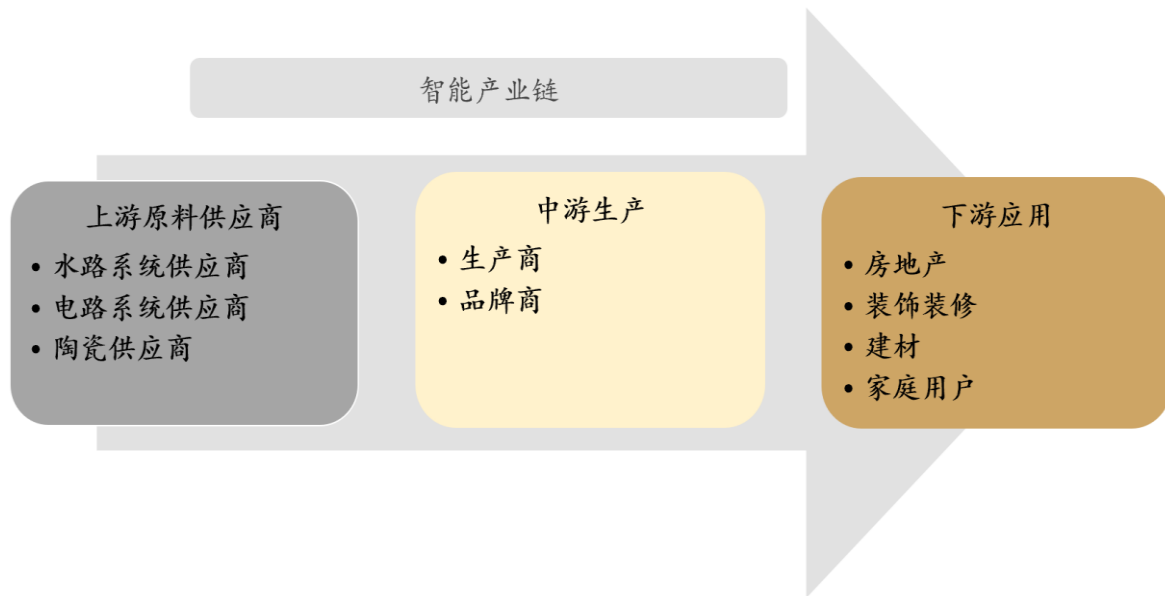 智能产业链
上游原料供应商
• 水路系统供应商
• 电路系统供应商
• 陶瓷供应商
中游生产
• 生产商
• 品牌商
下游应用
• 房地产
• 装饰装修
• 建材
• 家庭用户